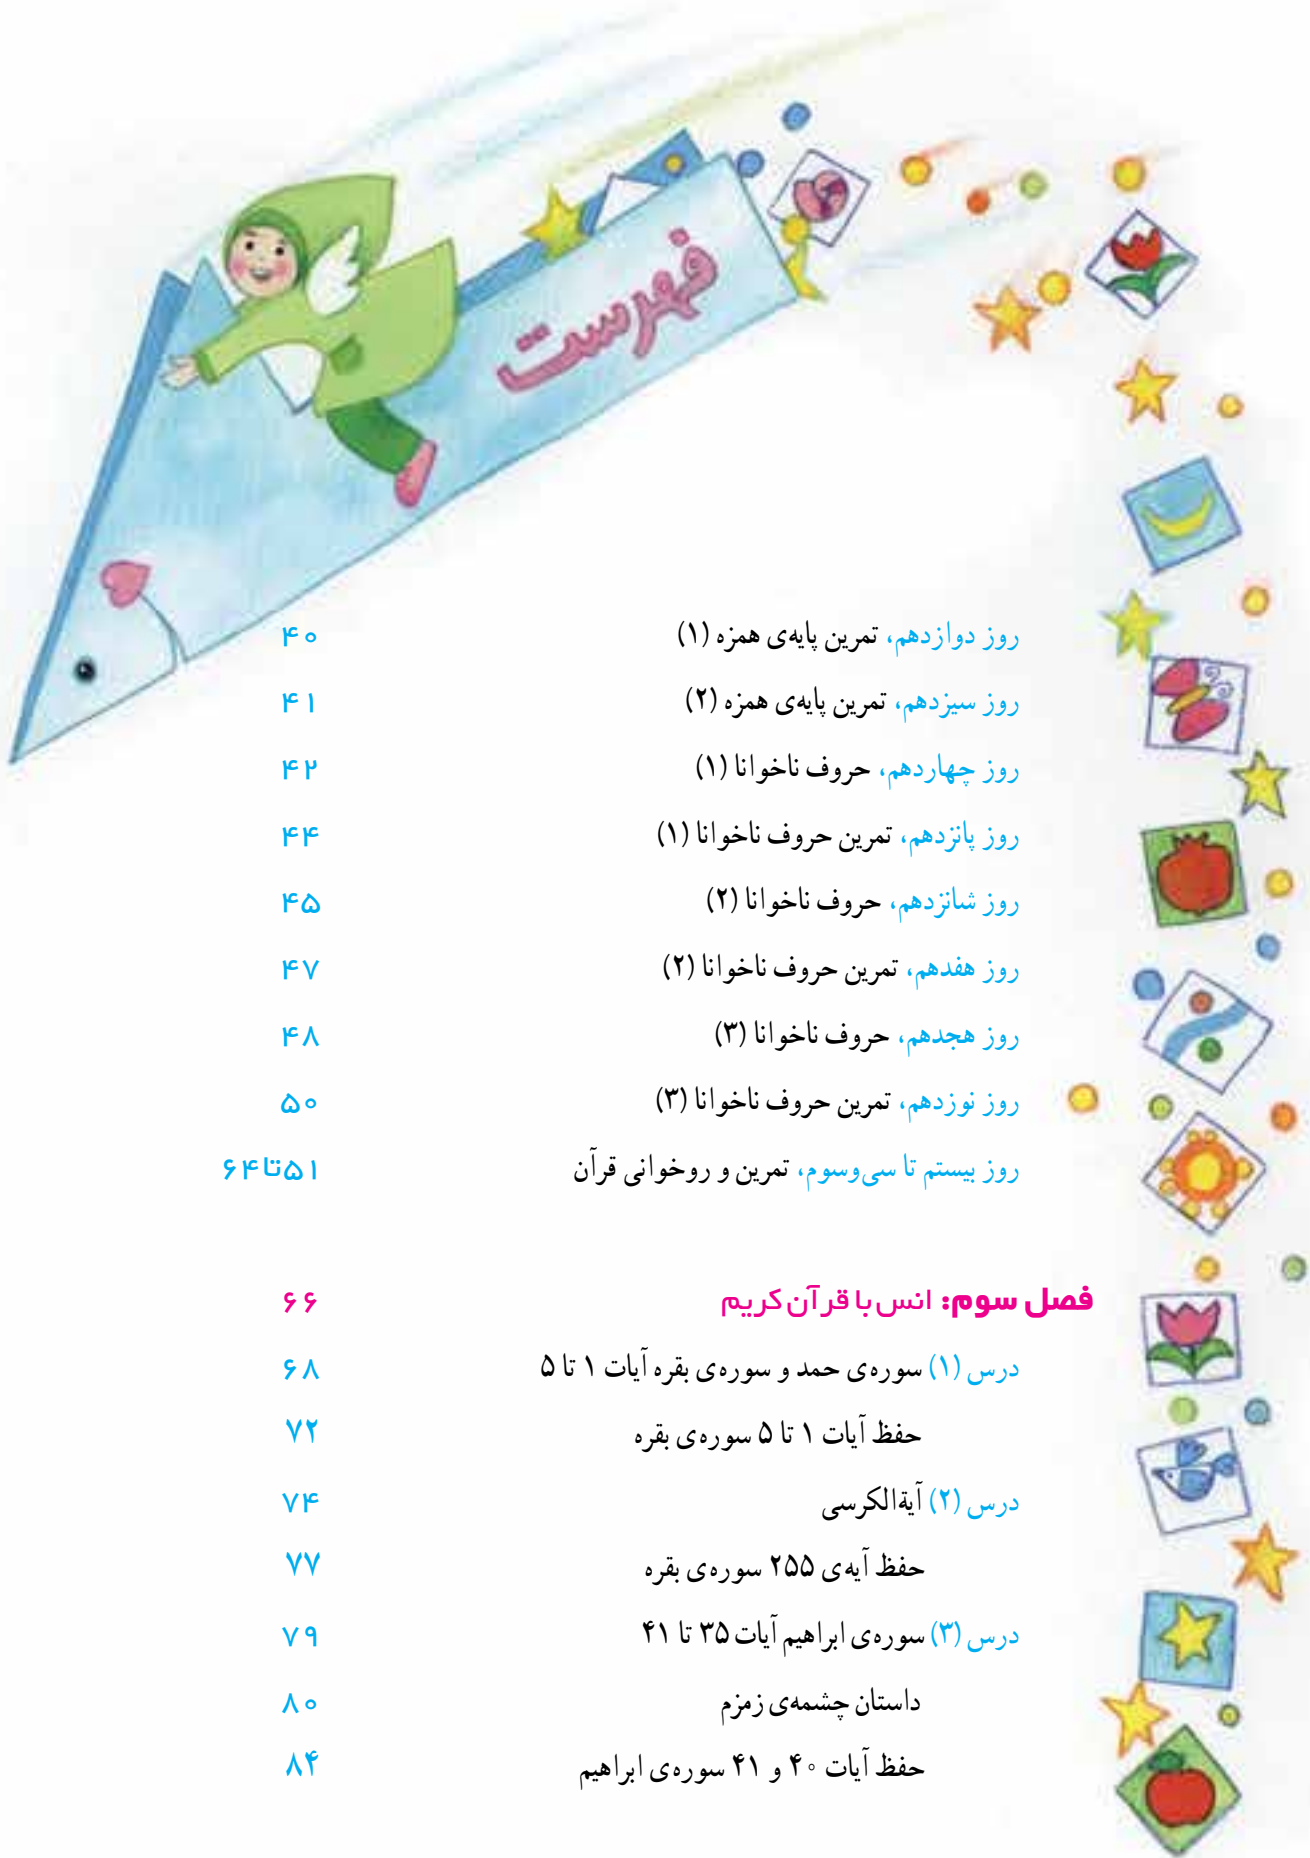 فهرست
روز دوازدهم، تمرین پایه‌ی همزه (۱) ۴۰
روز سیزدهم، تمرین پایه‌ی همزه (۲) ۴۱
روز چهاردهم، حروف ناخوانا (۱) ۴۲
روز پانزدهم، تمرین حروف ناخوانا (۱) ۴۴
روز شانزدهم، حروف ناخوانا (۲) ۴۵
روز هفدهم، تمرین حروف ناخوانا (۲) ۴۷
روز هجدهم، حروف ناخوانا (۳) ۴۸
روز نوزدهم، تمرین حروف ناخوانا (۳) ۵۰
روز بیستم تا سی‌وسوم، تمرین و روخوانی قرآن ۵۱ تا ۶۴
فصل سوم: انس با قرآن کریم ۶۶
درس (۱) سوره‌ی حمد و سوره‌ی بقره آیات ۱ تا ۵ ۶۸
حفظ آیات ۱ تا ۵ سوره‌ی بقره ۷۲
درس (۲) آیةالکرسی ۷۴
حفظ آیه‌ی ۲۵۵ سوره‌ی بقره ۷۷
درس (۳) سوره‌ی ابراهیم آیات ۳۵ تا ۴۱ ۷۹
داستان چشمه‌ی زمزم ۸۰
حفظ آیات ۴۰ و ۴۱ سوره‌ی ابراهیم ۸۴